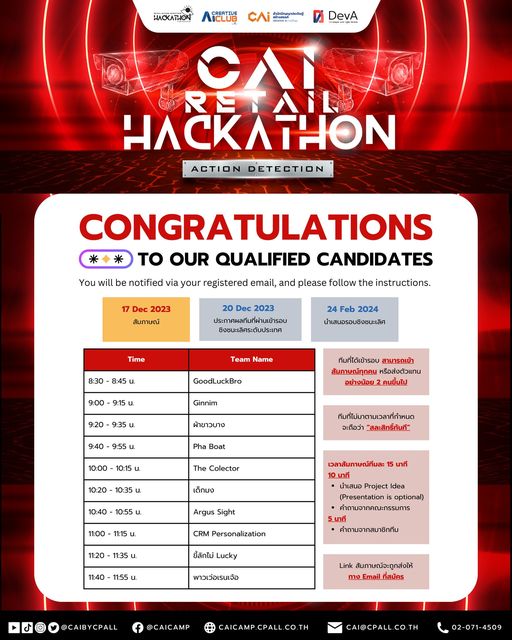 HACKATHON
CREATIVE
AI CLUB
CAi
DevA
CAI
RETAIL
HACKATHON
ACTION DETECTION
CONGRATULATIONS
TO OUR QUALIFIED CANDIDATES
You will be notified via your registered email, and please follow the instructions.
17 Dec 2023
สัมภาษณ์
20 Dec 2023
ประกาศผลทีมที่ผ่านเข้ารอบ
ชิงชนะเลิศระดับประเทศ
24 Feb 2024
นำเสนอรอบชิงชนะเลิศ
Time Team Name
8:30 - 8:45 น. GoodLuckBro
9:00 - 9:15 น. Ginnim
9:20 - 9:35 น. ฝ้าขาวบาง
9:40 - 9:55 น. Pha Boat
10:00 - 10:15 น. The Colector
10:20 - 10:35 น. เด็กมง
10:40 - 10:55 น. Argus Sight
11:00 - 11:15 น. CRM Personalization
11:20 - 11:35 น. ขี้ลักไม่ Lucky
11:40 - 11:55 น. พาวเว่อเรนเจ้อ
ทีมที่ได้เข้ารอบ สามารถเข้า
สัมภาษณ์ทุกคน หรือส่งตัวแทน
อย่างน้อย 2 คนขึ้นไป
ทีมที่ไม่มาตามเวลาที่กำหนด
จะถือว่า "สละสิทธิ์ทันที"
เวลาสัมภาษณ์ทีมละ 15 นาที
10 นาที
• นำเสนอ Project Idea
(Presentation is optional)
• คำถามจากคณะกรรมการ
5 นาที
• คำถามจากสมาชิกทีม
Link สัมภาษณ์จะถูกส่งให้
ทาง Email ที่สมัคร
@CAIBYCPALL
@CAICAMP
CAICAMP.CPALL.CO.TH
CAI@CPALL.CO.TH
02-071-4509